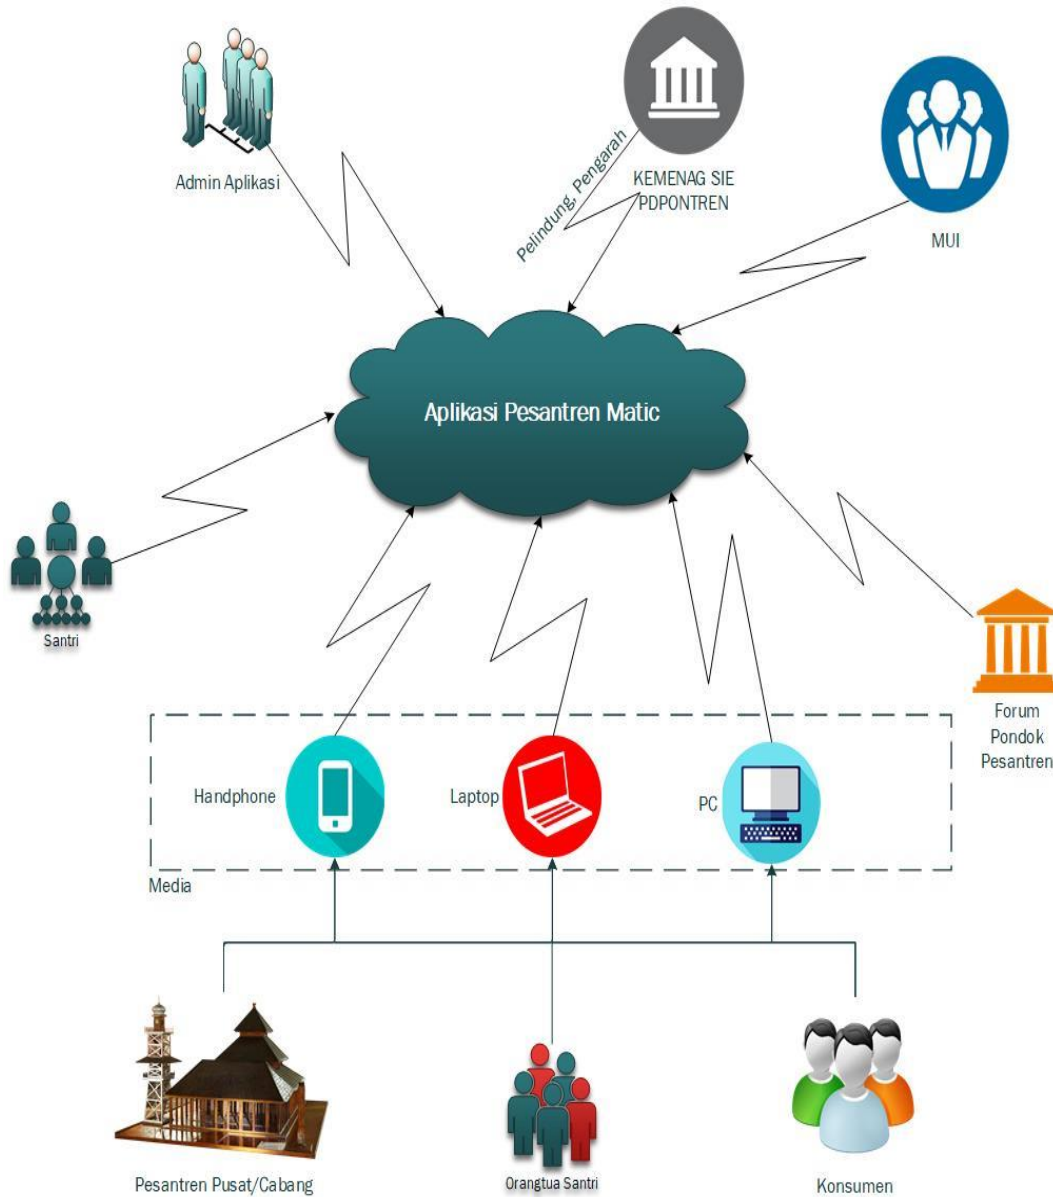 Admin Aplikasi
Pelindung, Pengarah
KEMENAG SIE
PDPONTREN
MUI
Aplikasi Pesantren Matic
Santri
Forum
Pondok
Pesantren
Handphone
Laptop
PC
Media
Pesantren Pusat/Cabang
Orangtua Santri
Konsumen